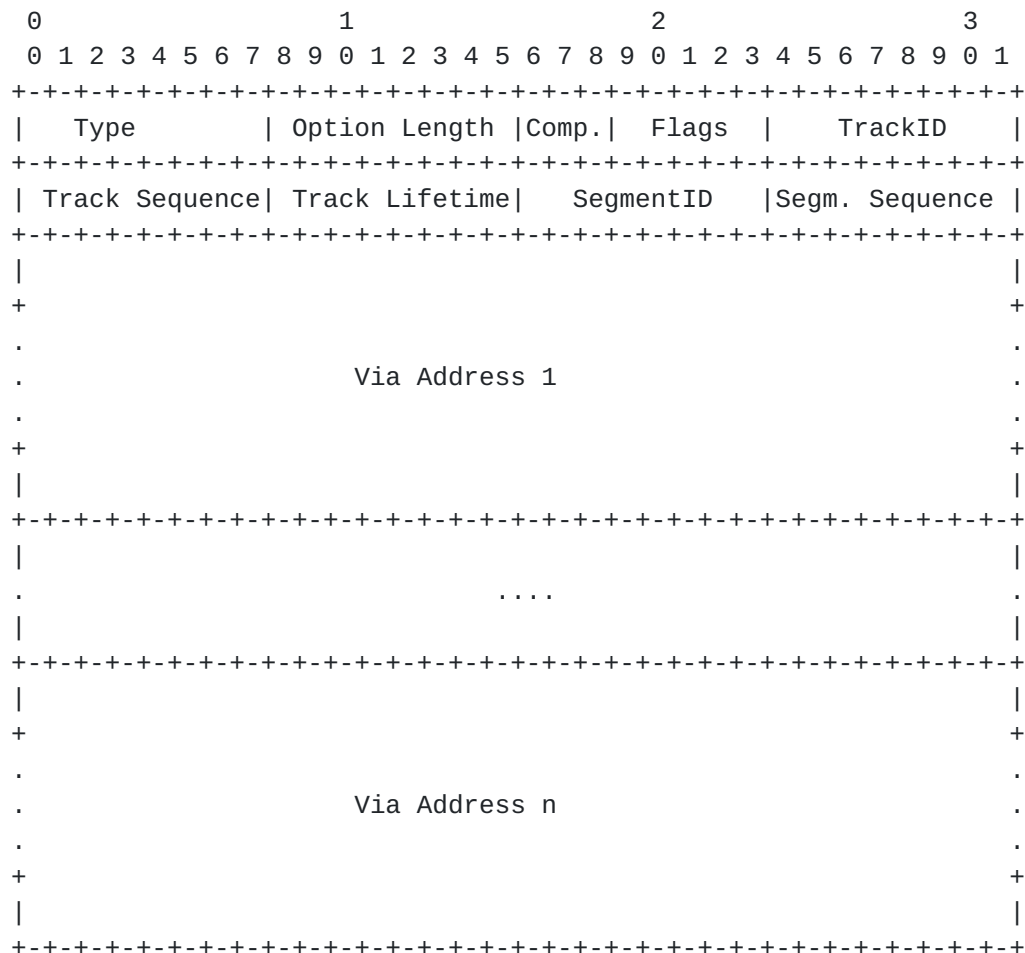 0                   1                   2                   3
 0 1 2 3 4 5 6 7 8 9 0 1 2 3 4 5 6 7 8 9 0 1 2 3 4 5 6 7 8 9 0 1
+-+-+-+-+-+-+-+-+-+-+-+-+-+-+-+-+-+-+-+-+-+-+-+-+-+-+-+-+-+-+-+-+
|   Type        | Option Length |Comp.|  Flags  |    TrackID    |
+-+-+-+-+-+-+-+-+-+-+-+-+-+-+-+-+-+-+-+-+-+-+-+-+-+-+-+-+-+-+-+-+
| Track Sequence| Track Lifetime|   SegmentID   |Segm. Sequence |
+-+-+-+-+-+-+-+-+-+-+-+-+-+-+-+-+-+-+-+-+-+-+-+-+-+-+-+-+-+-+-+-+
|                                                               |
+                                                               +
.                                                               .
.                     Via Address 1                             .
.                                                               .
+                                                               +
|                                                               |
+-+-+-+-+-+-+-+-+-+-+-+-+-+-+-+-+-+-+-+-+-+-+-+-+-+-+-+-+-+-+-+-+
|                                                               |
.                              ....                             .
|                                                               |
+-+-+-+-+-+-+-+-+-+-+-+-+-+-+-+-+-+-+-+-+-+-+-+-+-+-+-+-+-+-+-+-+
|                                                               |
+                                                               +
.                                                               .
.                     Via Address n                             .
.                                                               .
+                                                               +
|                                                               |
+-+-+-+-+-+-+-+-+-+-+-+-+-+-+-+-+-+-+-+-+-+-+-+-+-+-+-+-+-+-+-+-+